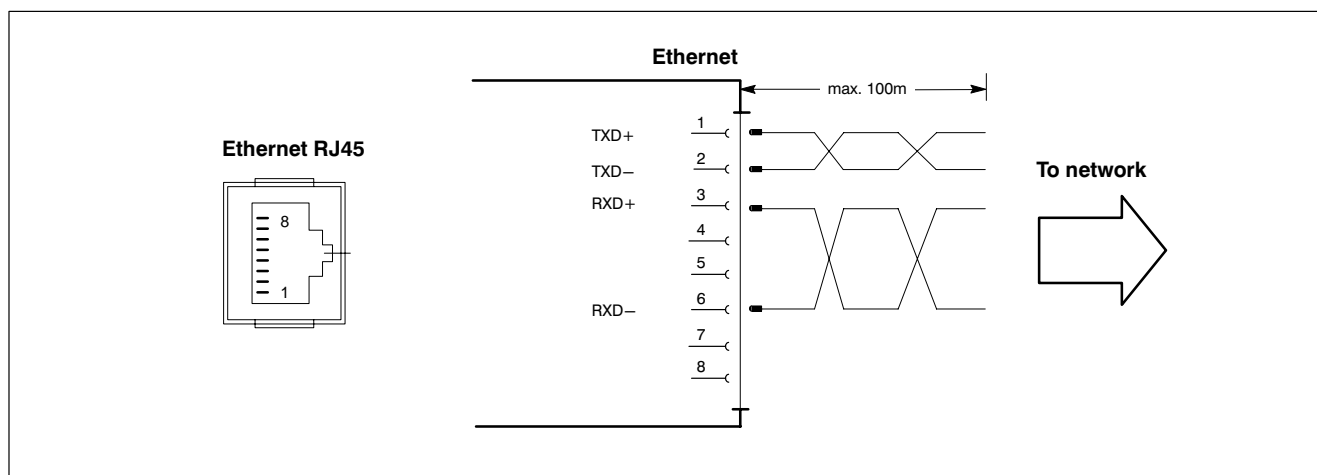 Ethernet
max. 100m
Ethernet RJ45
8
1
TXD+ 1
TXD− 2
RXD+ 3
4
5
RXD− 6
7
8
To network